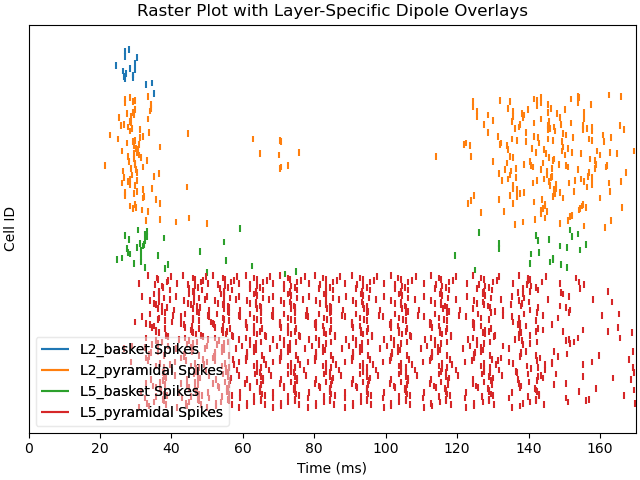 Raster Plot with Layer-Specific Dipole Overlays
Cell ID
L2_basket Spikes
L2_pyramidal Spikes
L5_basket Spikes
L5_pyramidal Spikes
0 20 40 60 80 100 120 140 160
Time (ms)